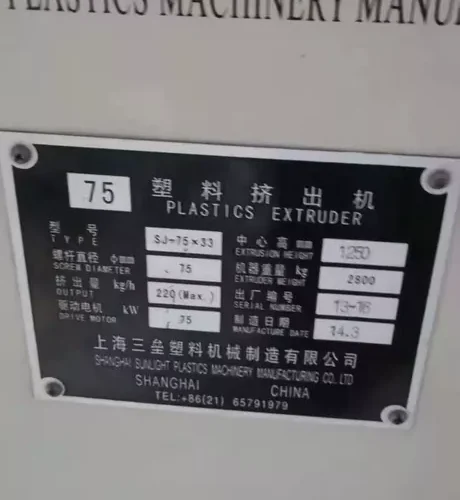 PLASTICS MACHINERY MANU
75 塑料挤出机
PLASTICS EXTRUDER
型号 SJ-75×33 中心高 mm 1250
TYPE EXTRUSION HEIGHT
螺杆直径 φmm 75 机器重量 kg 2800
SCREW DIAMETER EXTRUDER WEIGHT
挤出量 kg/h 220(Max.) 出厂编号 13-16
OUTPUT SERIAL NUMBER
驱动电机 kW 75 制造日期 14.3
DRIVE MOTOR MANUFACTURE DATE
上海三垒塑料机械制造有限公司
SHANGHAI SUNLIGHT PLASTICS MACHINERY MANUFACTURING CO., LTD
SHANGHAI CHINA
TEL:+86(21) 65791979